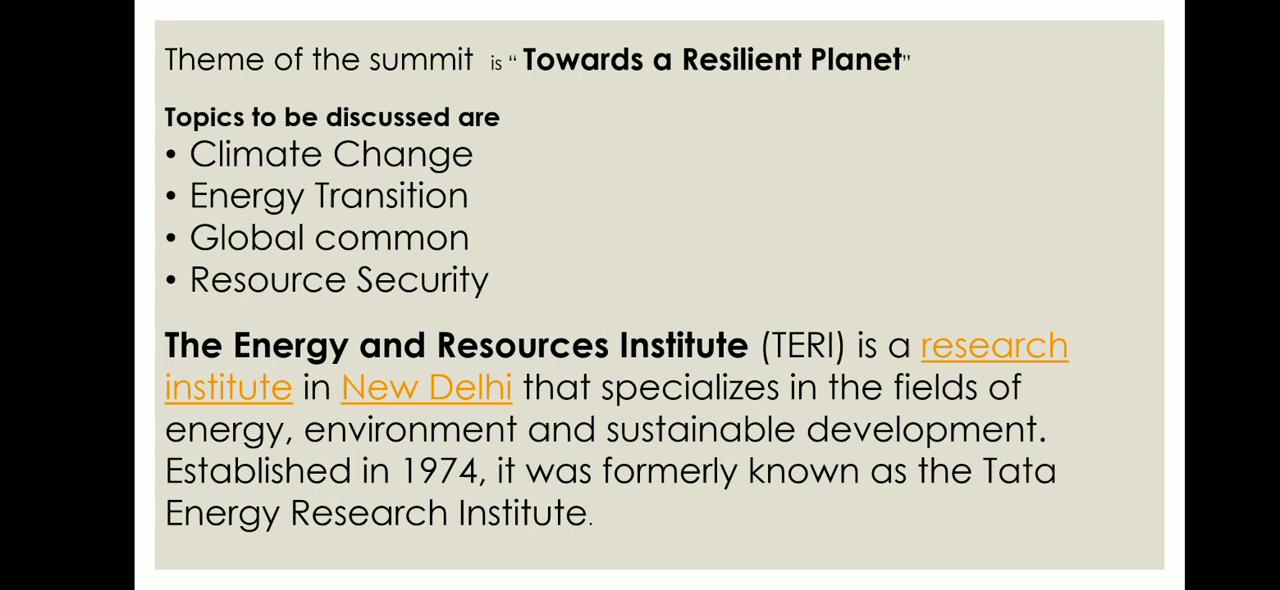 Theme of the summit is “ Towards a Resilient Planet”
Topics to be discussed are
• Climate Change
• Energy Transition
• Global common
• Resource Security
The Energy and Resources Institute (TERI) is a research
institute in New Delhi that specializes in the fields of
energy, environment and sustainable development.
Established in 1974, it was formerly known as the Tata
Energy Research Institute.